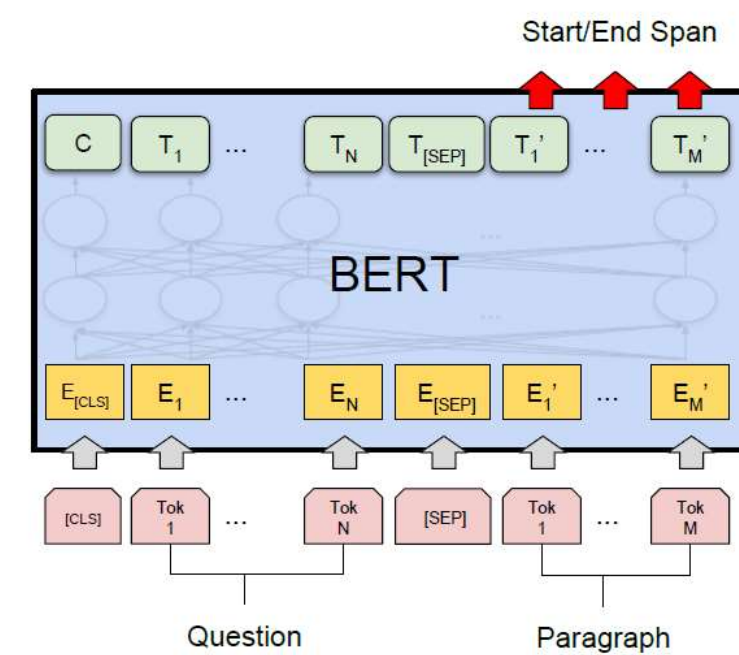 Start/End Span
C T1 ... TN T[SEP] T1’ ... TM’
...
BERT
...
E[CLS] E1 ... EN E[SEP] E1’ ... EM’
[CLS] Tok 1 ... Tok N [SEP] Tok 1 ... Tok M
Question Paragraph